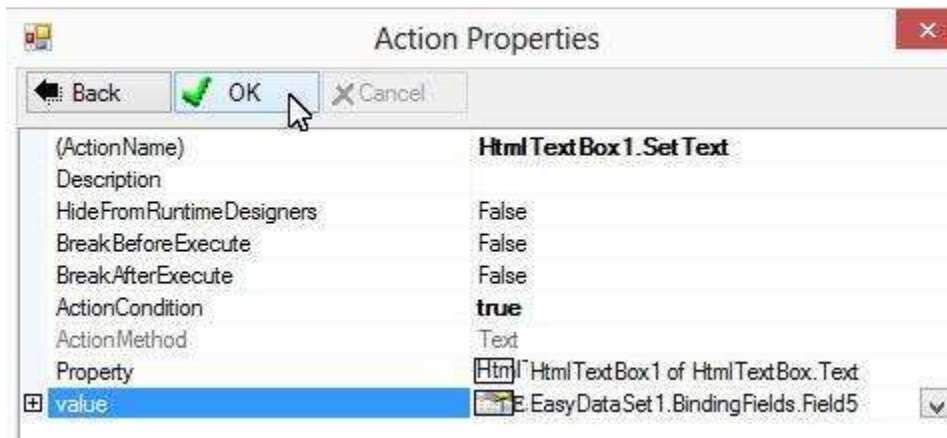 Action Properties
Back OK Cancel
(ActionName) HtmlTextBox1.SetText
Description
HideFromRuntimeDesigners False
BreakBeforeExecute False
BreakAfterExecute False
ActionCondition true
ActionMethod Text
Property Html HtmlTextBox1 of HtmlTextBox.Text
value E.EasyDataSet1.BindingFields.Field5